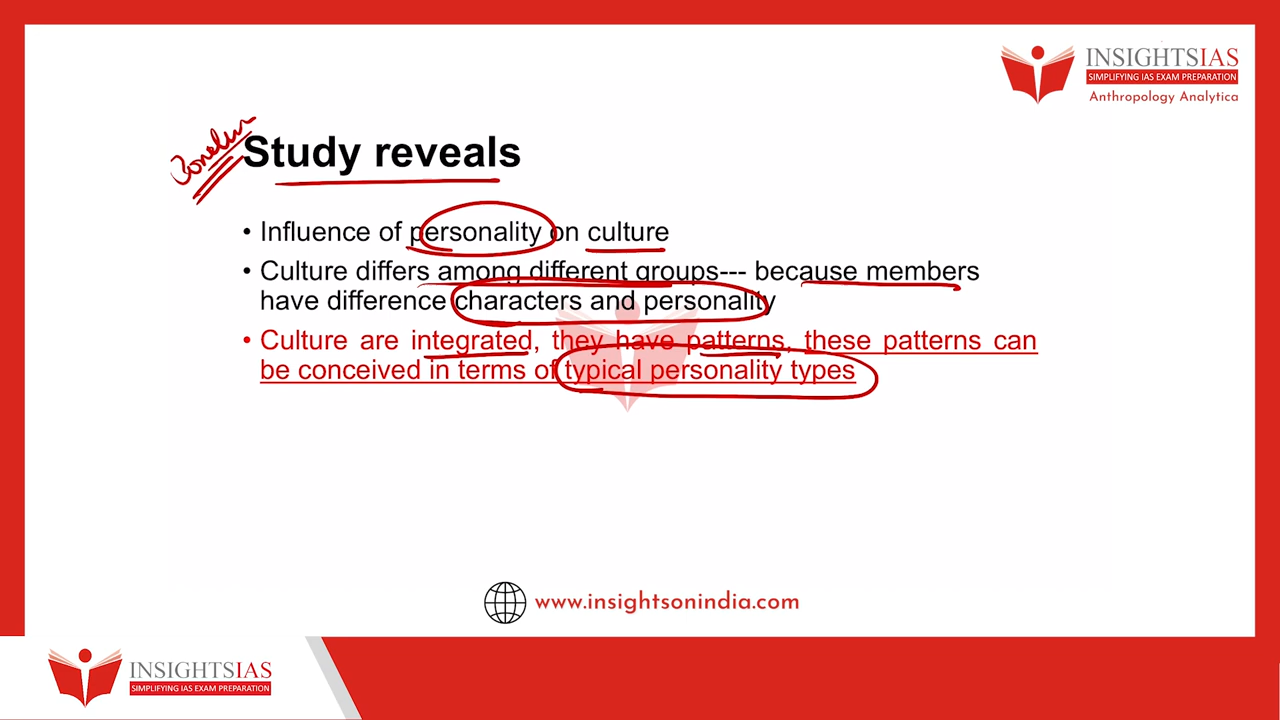 INSIGHTSIAS
SIMPLIFYING IAS EXAM PREPARATION
Anthropology Analytica
Study reveals
• Influence of personality on culture
• Culture differs among different groups--- because members
have difference characters and personality
• Culture are integrated, they have patterns, these patterns can
be conceived in terms of typical personality types
www.insightsonindia.com
INSIGHTSIAS
SIMPLIFYING IAS EXAM PREPARATION